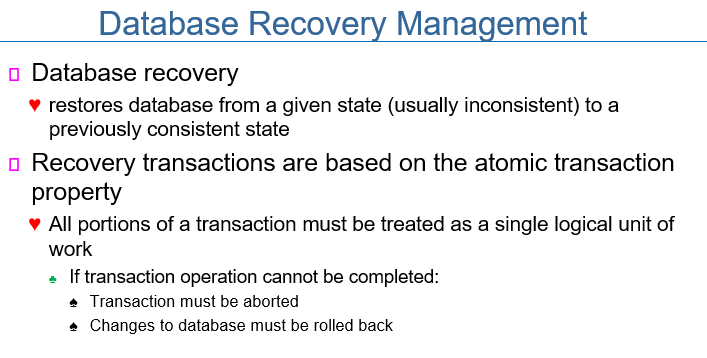 Database Recovery Management
Database recovery
restores database from a given state (usually inconsistent) to a
previously consistent state
Recovery transactions are based on the atomic transaction
property
All portions of a transaction must be treated as a single logical unit of
work
If transaction operation cannot be completed:
Transaction must be aborted
Changes to database must be rolled back